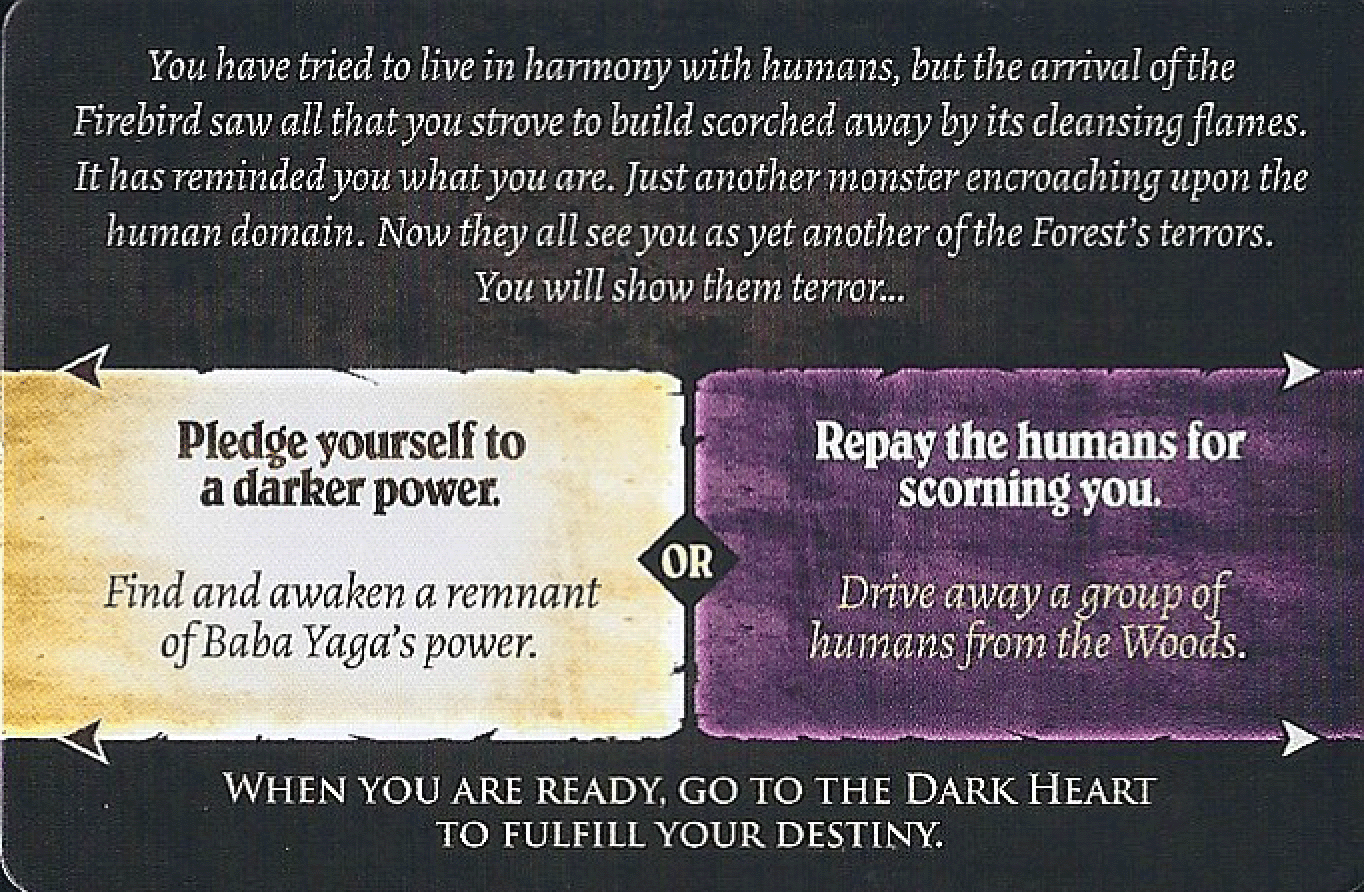 You have tried to live in harmony with humans, but the arrival of the
Firebird saw all that you strove to build scorched away by its cleansing flames.
It has reminded you what you are. Just another monster encroaching upon the
human domain. Now they all see you as yet another of the Forest's terrors.
You will show them terror...
Pledge yourself to
a darker power.
Find and awaken a remnant
of Baba Yaga's power.
OR
Repay the humans for
scorning you.
Drive away a group of
humans from the Woods.
WHEN YOU ARE READY, GO TO THE DARK HEART
TO FULFILL YOUR DESTINY.